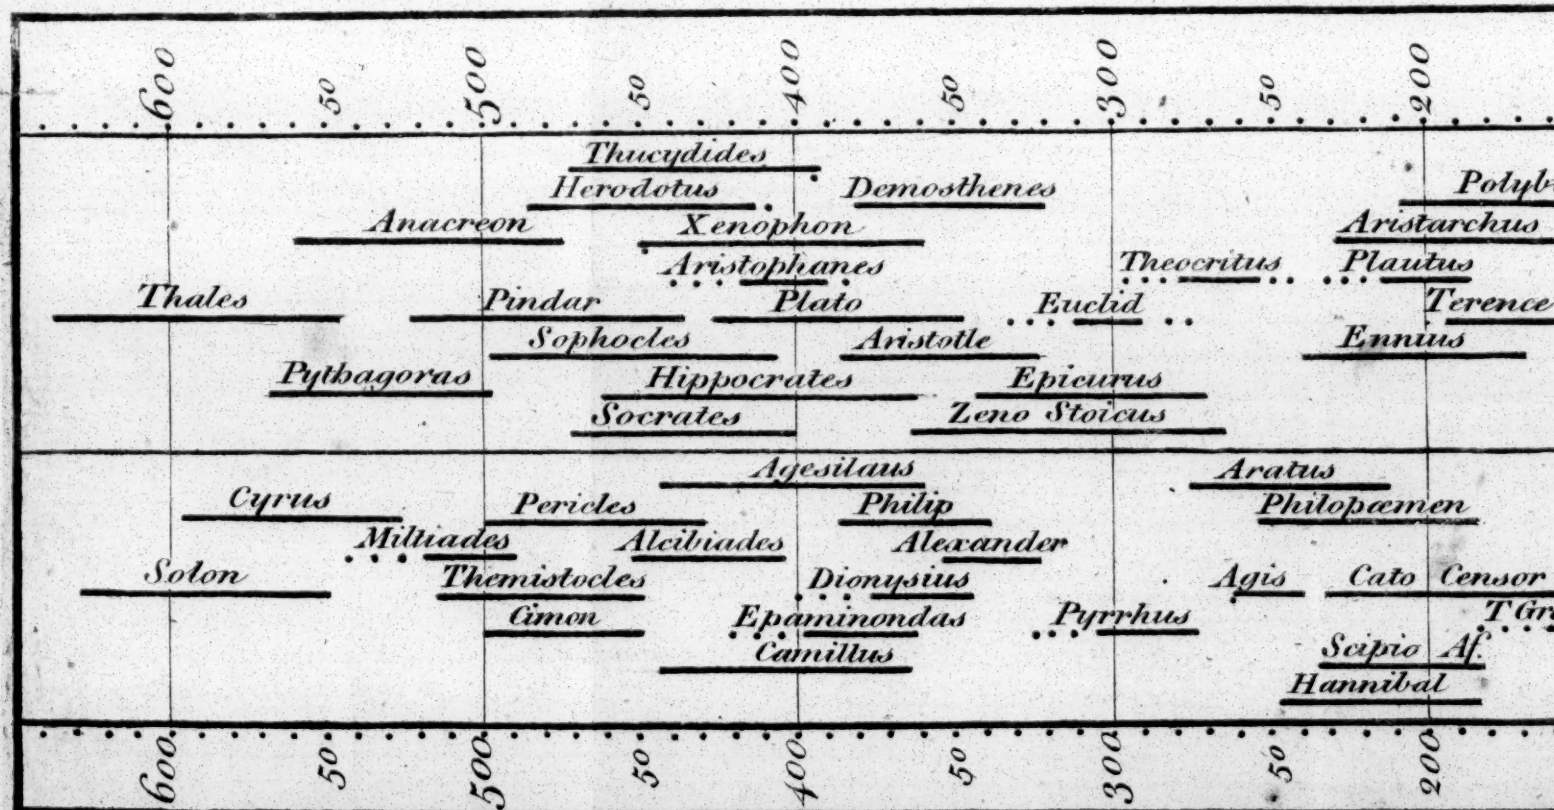 600 50 500 50 400 50 300 50 200
Thucydides
Herodotus Demosthenes Polyb
Anacreon Xenophon Aristarchus
Aristophanes Theocritus Plautus
Thales Pindar Plato Euclid Terence
Sophocles Aristotle Ennius
Pythagoras Hippocrates Epicurus
Socrates Zeno Stoicus
Agesilaus Aratus
Cyrus Pericles Philip Philopœmen
Miltiades Alcibiades Alexander
Solon Themistocles Dionysius Agis Cato Censor
Cimon Epaminondas Pyrrhus T Gr
Camillus Scipio Af.
Hannibal
600 50 500 50 400 50 300 50 200